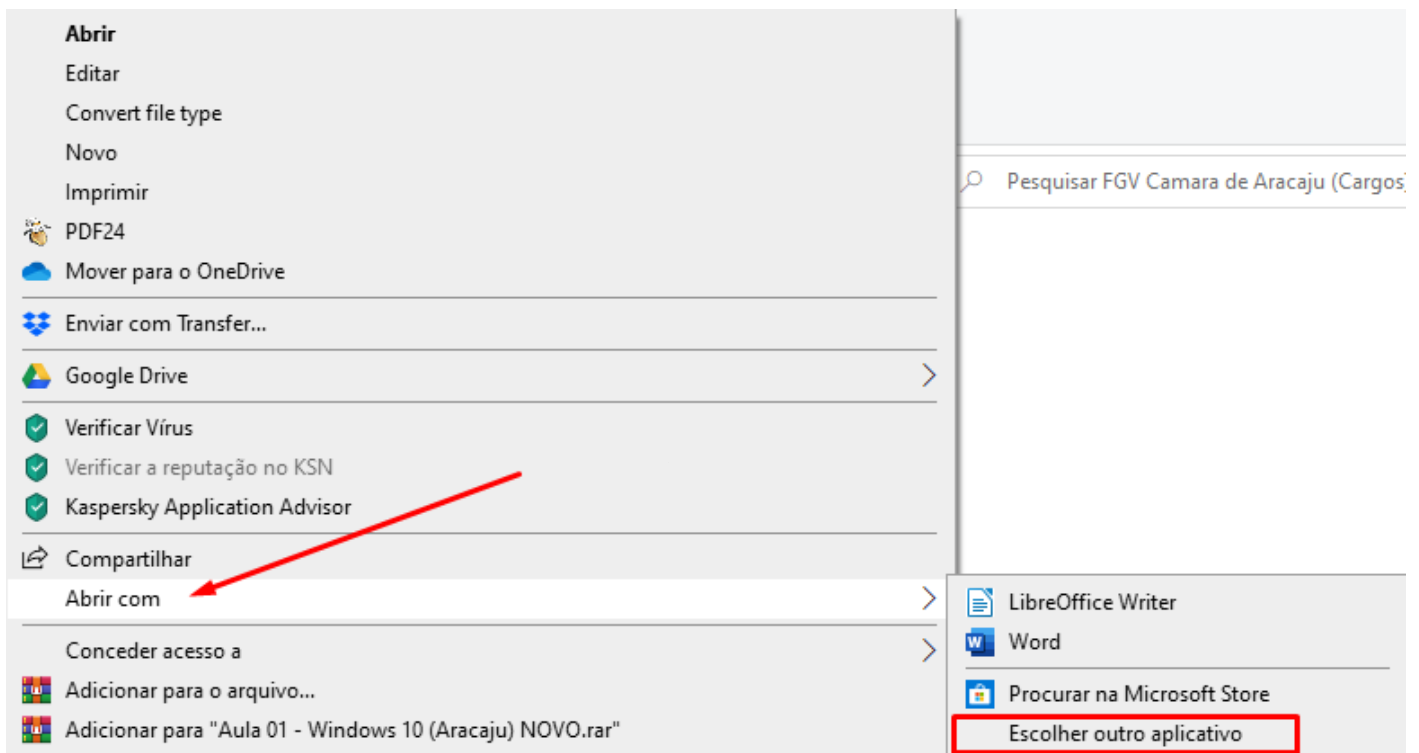 Abrir
Editar
Convert file type
Novo
Imprimir
PDF24
Mover para o OneDrive
Enviar com Transfer...
Google Drive
Verificar Vírus
Verificar a reputação no KSN
Kaspersky Application Advisor
Compartilhar
Abrir com
Conceder acesso a
Adicionar para o arquivo...
Adicionar para "Aula 01 - Windows 10 (Aracaju) NOVO.rar"
Pesquisar FGV Camara de Aracaju (Cargos)
LibreOffice Writer
Word
Procurar na Microsoft Store
Escolher outro aplicativo